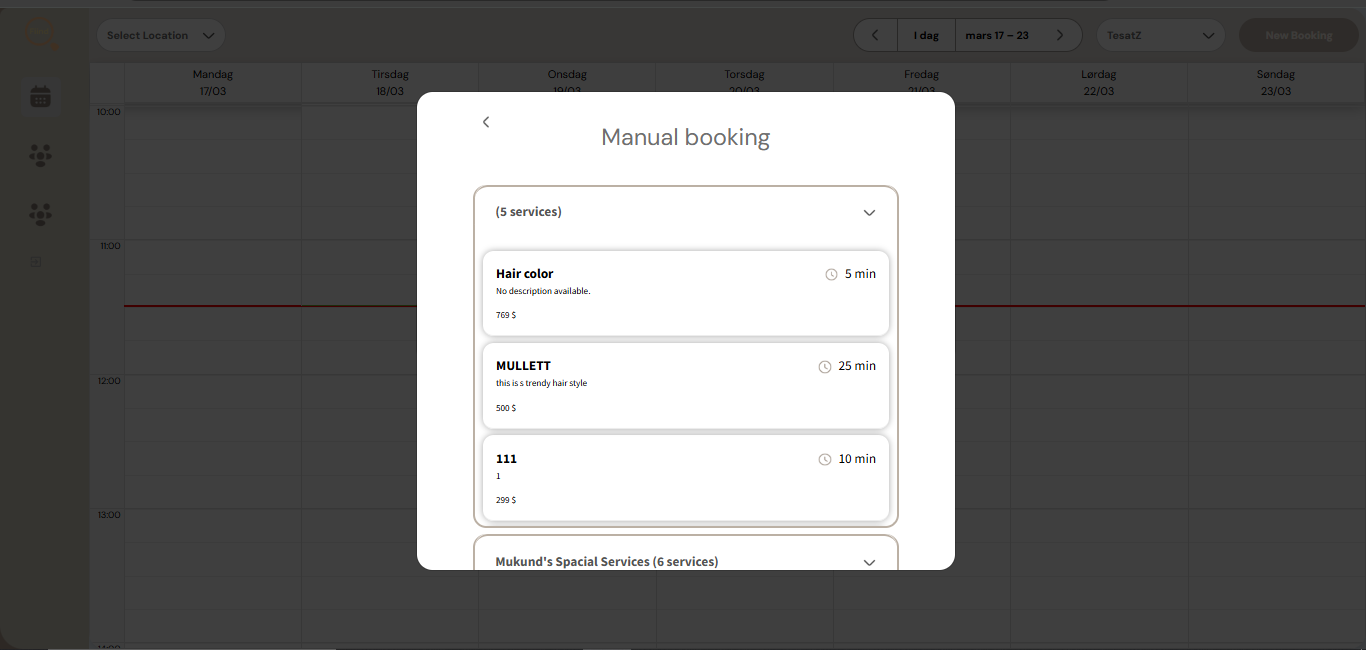 Select Location
I dag
mars 17 – 23
TesatZ
New Booking
Mandag
17/03
Tirsdag
18/03
Onsdag
19/03
Torsdag
20/03
Fredag
21/03
Lørdag
22/03
Søndag
23/03
10:00
11:00
12:00
13:00
14:00
Manual booking
(5 services)
Hair color
5 min
No description available.
769 $
MULLETT
25 min
this is s trendy hair style
500 $
111
10 min
1
299 $
Mukund's Spacial Services (6 services)